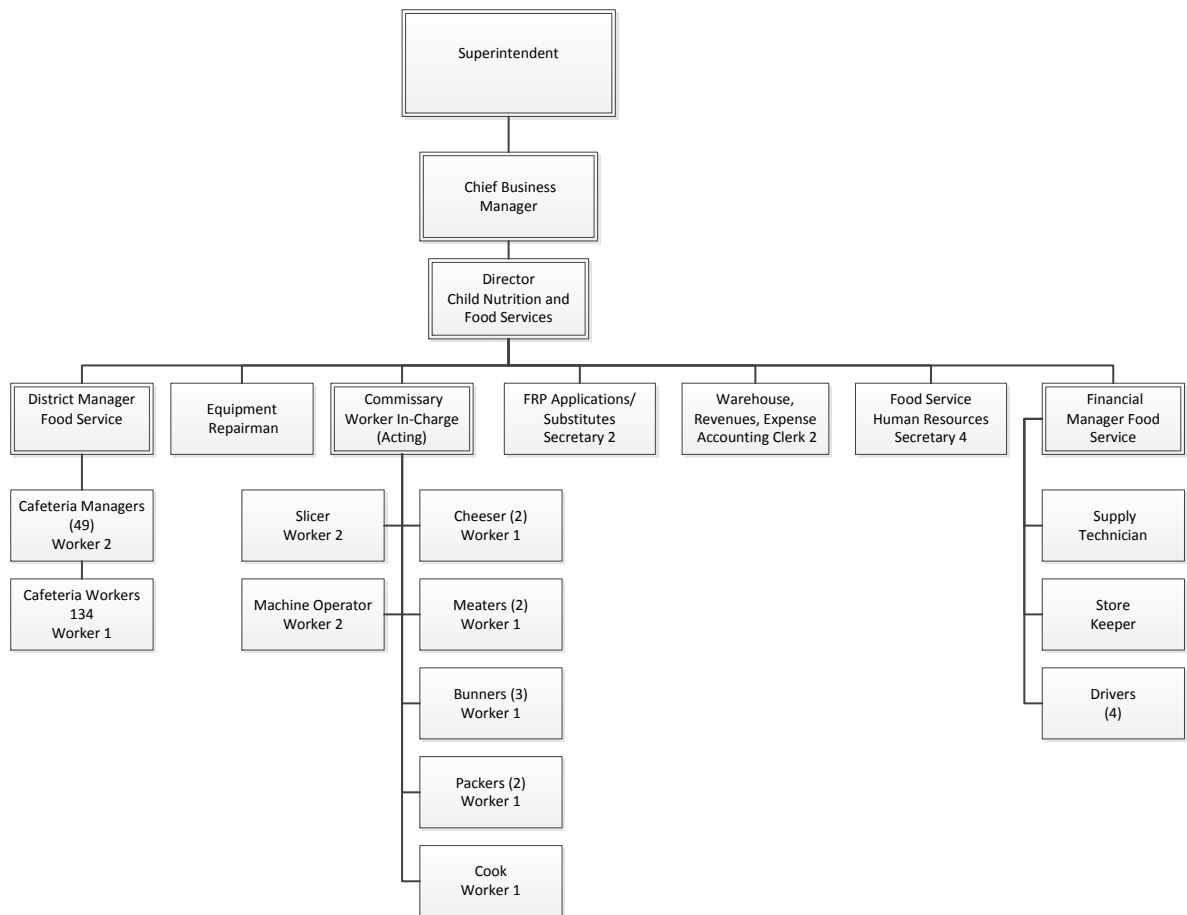 Superintendent
Chief Business
Manager
Director
Child Nutrition and
Food Services
District Manager
Food Service
Equipment
Repairman
Commissary
Worker In-Charge
(Acting)
FRP Applications/
Substitutes
Secretary 2
Warehouse,
Revenues, Expense
Accounting Clerk 2
Food Service
Human Resources
Secretary 4
Financial
Manager Food
Service
Cafeteria Managers
(49)
Worker 2
Slicer
Worker 2
Cheeser (2)
Worker 1
Supply
Technician
Cafeteria Workers
134
Worker 1
Machine Operator
Worker 2
Meaters (2)
Worker 1
Store
Keeper
Bunners (3)
Worker 1
Drivers
(4)
Packers (2)
Worker 1
Cook
Worker 1